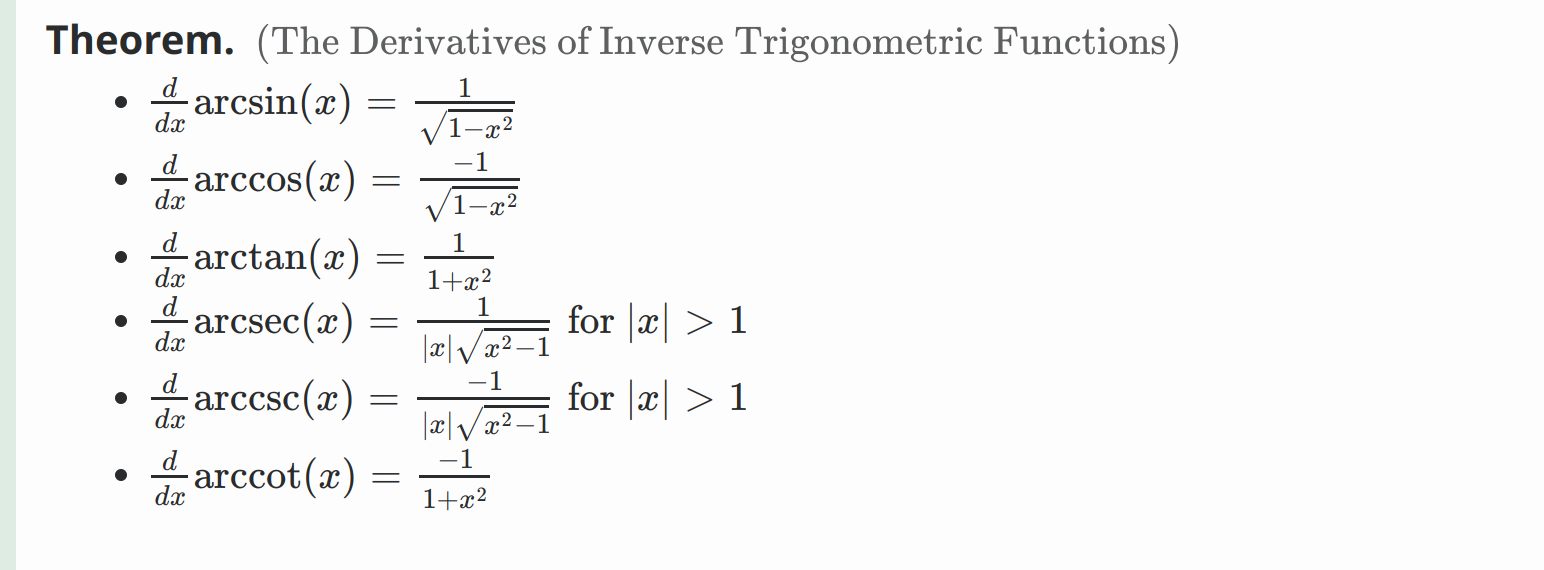 Theorem. (The Derivatives of Inverse Trigonometric Functions)
• $\frac{d}{dx}\arcsin(x) = \frac{1}{\sqrt{1-x^2}}$
• $\frac{d}{dx}\arccos(x) = \frac{-1}{\sqrt{1-x^2}}$
• $\frac{d}{dx}\arctan(x) = \frac{1}{1+x^2}$
• $\frac{d}{dx}\text{arcsec}(x) = \frac{1}{|x|\sqrt{x^2-1}}$ for $|x| > 1$
• $\frac{d}{dx}\text{arccsc}(x) = \frac{-1}{|x|\sqrt{x^2-1}}$ for $|x| > 1$
• $\frac{d}{dx}\text{arccot}(x) = \frac{-1}{1+x^2}$